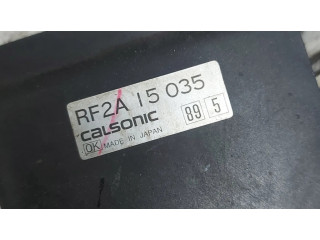 RF2A 15 035
calsonic 89 5
OK MADE IN JAPAN